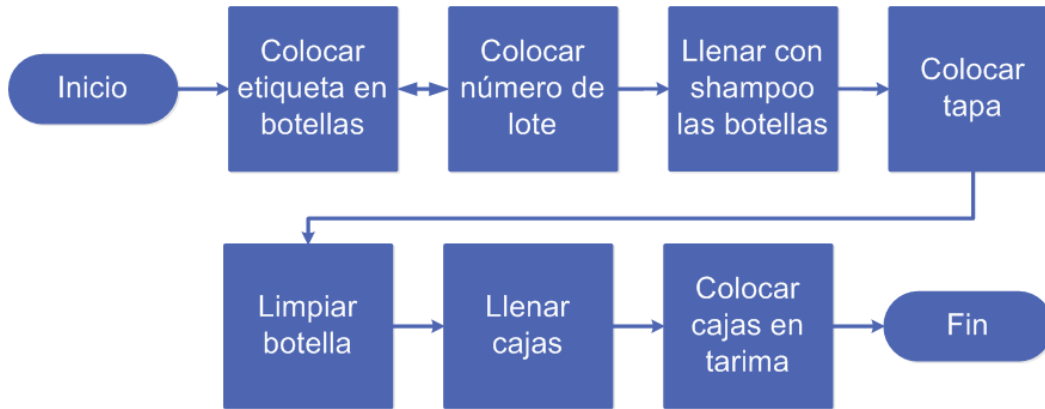 Inicio
Colocar
etiqueta en
botellas
Colocar
número de
lote
Llenar con
shampoo
las botellas
Colocar
tapa
Limpiar
botella
Llenar
cajas
Colocar
cajas en
tarima
Fin